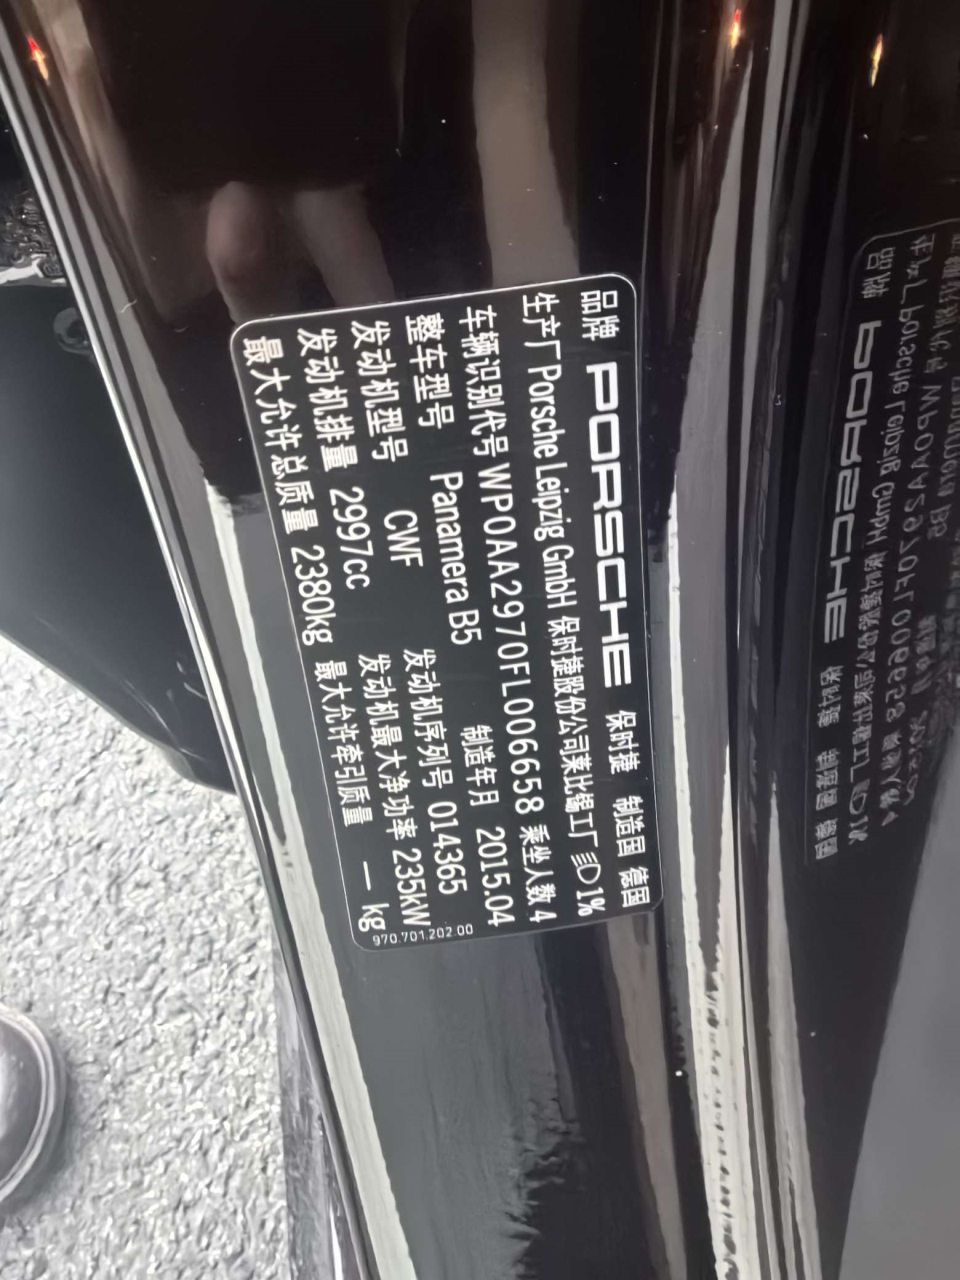 品牌 PORSCHE 保时捷 制造国 德国
生产厂 Porsche Leipzig GmbH 保时捷股份公司莱比锡工厂 1%
车辆识别代号 WP0AA2970FL006658 乘坐人数 4
整车型号 Panamera B5 制造年月 2015.04
发动机型号 CWF 发动机序列号 014365
发动机排量 2997cc 发动机最大净功率 235kW
最大允许总质量 2380kg 最大允许牵引质量 — kg
970.701.202.00